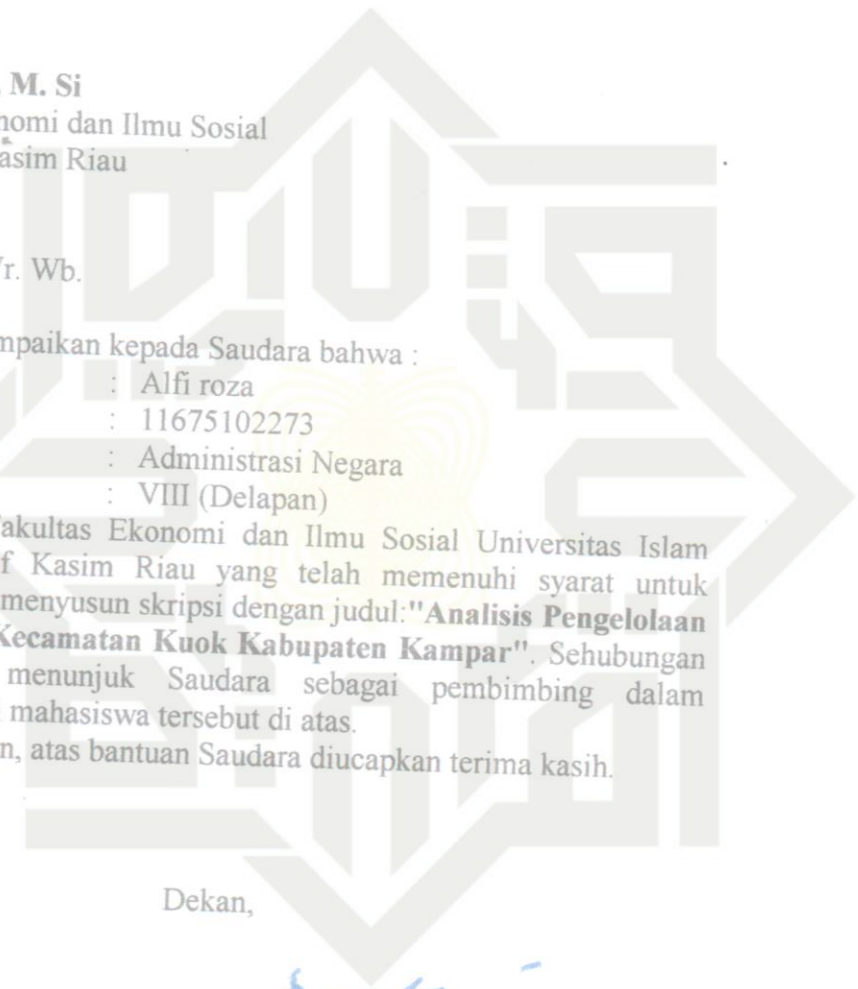 M. Si
nomi dan Ilmu Sosial
asim Riau
r. Wb.
mpaikan kepada Saudara bahwa :
: Alfi roza
: 11675102273
: Administrasi Negara
: VIII (Delapan)
akultas Ekonomi dan Ilmu Sosial Universitas Islam
f Kasim Riau yang telah memenuhi syarat untuk
menyusun skripsi dengan judul:"Analisis Pengelolaan
Kecamatan Kuok Kabupaten Kampar". Sehubungan
menunjuk Saudara sebagai pembimbing dalam
mahasiswa tersebut di atas.
n, atas bantuan Saudara diucapkan terima kasih.
Dekan,